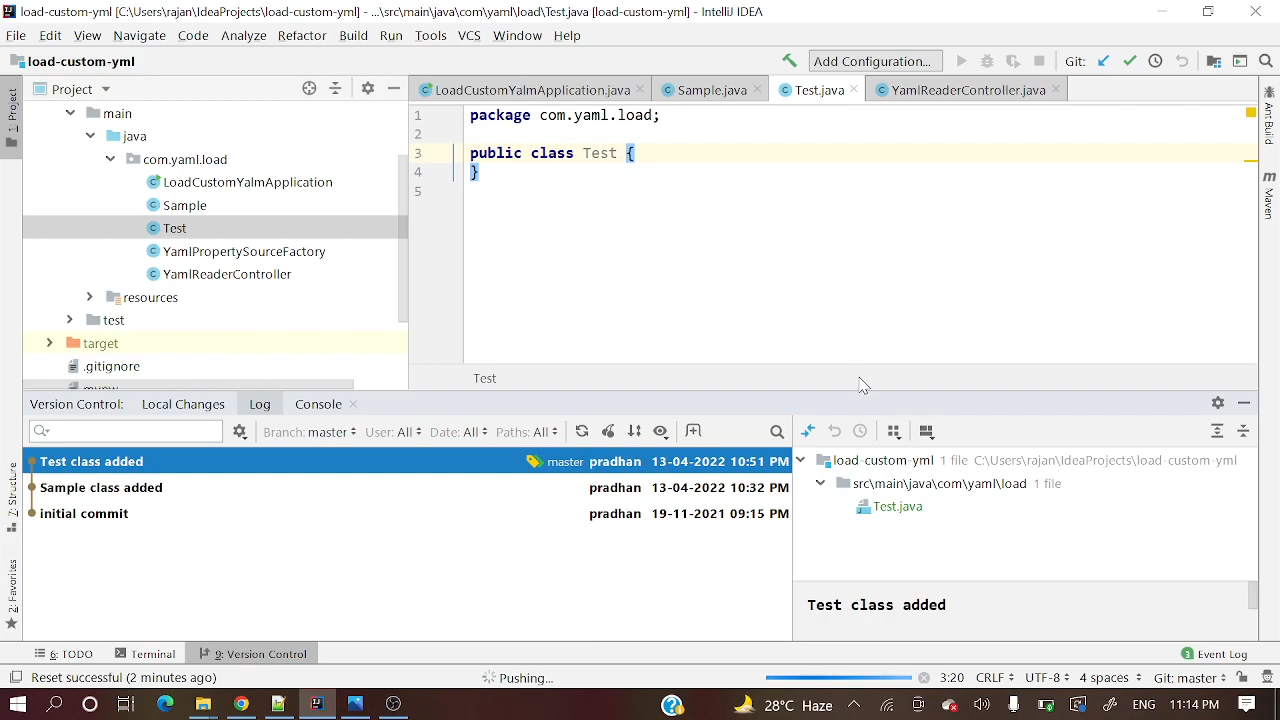 load-custom-yml [C:\Users\rajan\IdeaProjects\load-custom-yml] - ...\src\main\java\com\yaml\load\Test.java [load-custom-yml] - IntelliJ IDEA
File Edit View Navigate Code Analyze Refactor Build Run Tools VCS Window Help
load-custom-yml Add Configuration... Git:
1: Project
Project
LoadCustomYalmApplication.java Sample.java Test.java YamlReaderController.java
main
java
com.yaml.load
LoadCustomYalmApplication
Sample
Test
YamlPropertySourceFactory
YamlReaderController
resources
test
target
.gitignore
1 package com.yaml.load;
2
3 public class Test {
4 }
5
Test
Ant Build
Maven
Version Control: Local Changes Log Console
Branch: master User: All Date: All Paths: All
Test class added master pradhan 13-04-2022 10:51 PM
Sample class added pradhan 13-04-2022 10:32 PM
initial commit pradhan 19-11-2021 09:15 PM
load-custom-yml 1 file C:\Users\rajan\IdeaProjects\load-custom-yml
src\main\java\com\yaml\load 1 file
Test.java
Test class added
Z: Structure
2: Favorites
6: TODO Terminal 9: Version Control 3 Event Log
Reset successful (2 minutes ago) Pushing... 3:20 CRLF UTF-8 4 spaces Git: master
28°C Haze ENG 11:14 PM